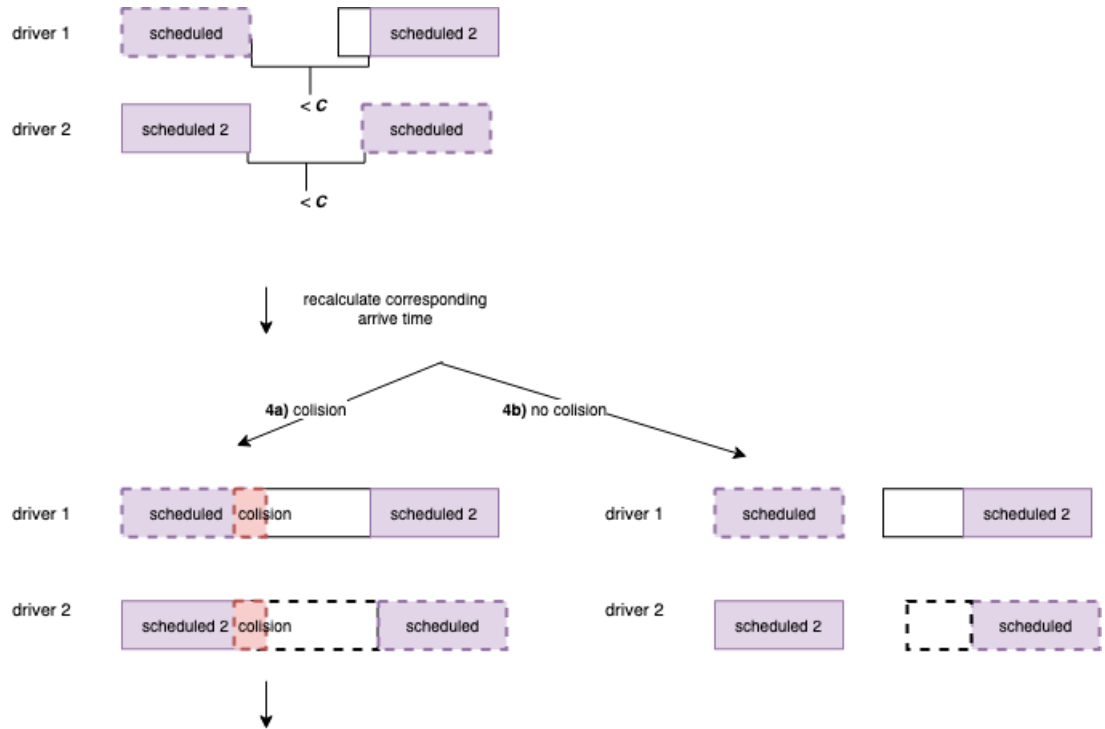 driver 1
scheduled
scheduled 2
< C
driver 2
scheduled 2
scheduled
< C
recalculate corresponding
arrive time
4a) colision
4b) no colision
driver 1
scheduled
colision
scheduled 2
driver 1
scheduled
scheduled 2
driver 2
scheduled 2
colision
scheduled
driver 2
scheduled 2
scheduled